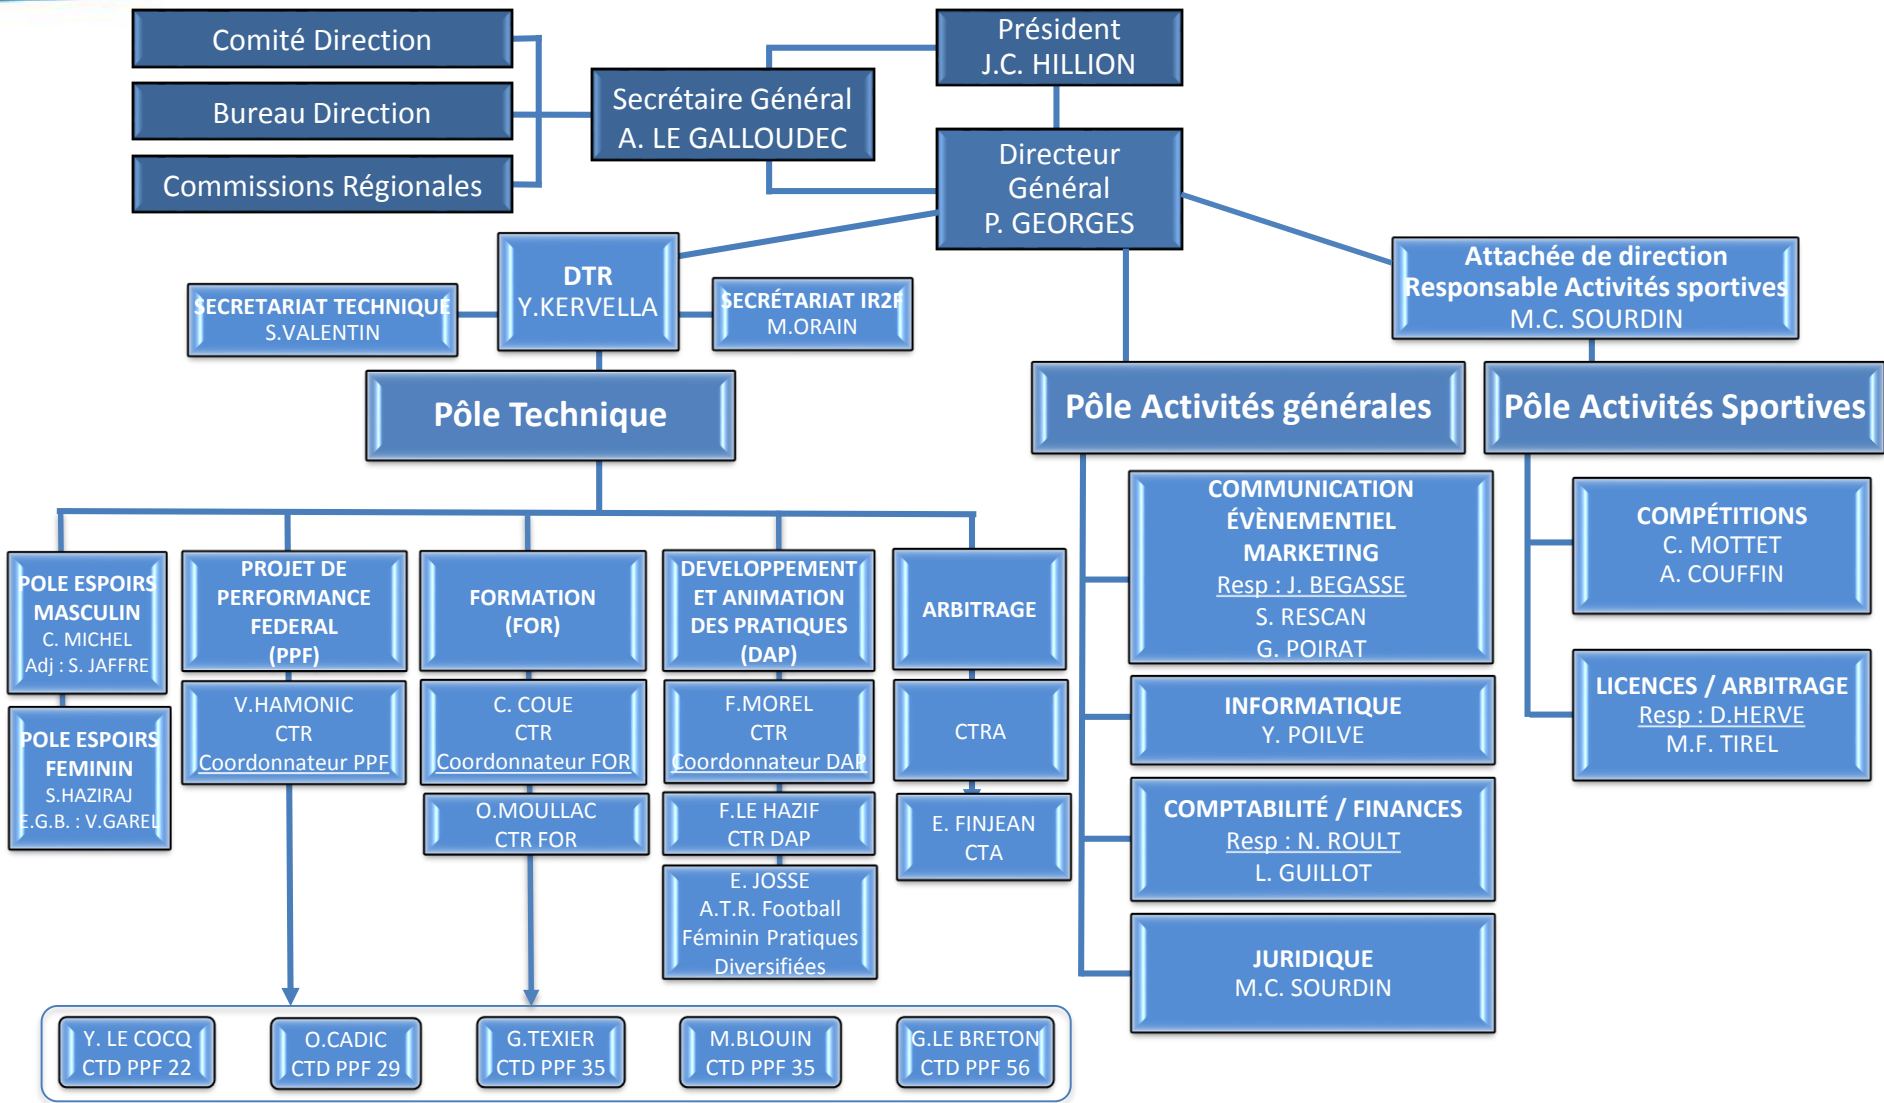 Comité Direction
Bureau Direction
Commissions Régionales
Secrétaire Général
A. LE GALLOUDEC
Président
J.C. HILLION
Directeur
Général
P. GEORGES
DTR
Y.KERVELLA
SECRETARIAT TECHNIQUE
S.VALENTIN
SECRÉTARIAT IR2F
M.ORAIN
Attachée de direction
Responsable Activités sportives
M.C. SOURDIN
Pôle Technique
Pôle Activités générales
Pôle Activités Sportives
POLE ESPOIRS
MASCULIN
C. MICHEL
Adj : S. JAFFRE
POLE ESPOIRS
FEMININ
S.HAZIRAJ
E.G.B. : V.GAREL
PROJET DE
PERFORMANCE
FEDERAL
(PPF)
V.HAMONIC
CTR
Coordonnateur PPF
FORMATION
(FOR)
C. COUE
CTR
Coordonnateur FOR
O.MOULLAC
CTR FOR
DEVELOPPEMENT
ET ANIMATION
DES PRATIQUES
(DAP)
F.MOREL
CTR
Coordonnateur DAP
F.LE HAZIF
CTR DAP
E. JOSSE
A.T.R. Football
Féminin Pratiques
Diversifiées
ARBITRAGE
CTRA
E. FINJEAN
CTA
COMMUNICATION
ÉVÈNEMENTIEL
MARKETING
Resp : J. BEGASSE
S. RESCAN
G. POIRAT
INFORMATIQUE
Y. POILVE
COMPTABILITÉ / FINANCES
Resp : N. ROULT
L. GUILLOT
JURIDIQUE
M.C. SOURDIN
COMPÉTITIONS
C. MOTTET
A. COUFFIN
LICENCES / ARBITRAGE
Resp : D.HERVE
M.F. TIREL
Y. LE COCQ
CTD PPF 22
O.CADIC
CTD PPF 29
G.TEXIER
CTD PPF 35
M.BLOUIN
CTD PPF 35
G.LE BRETON
CTD PPF 56